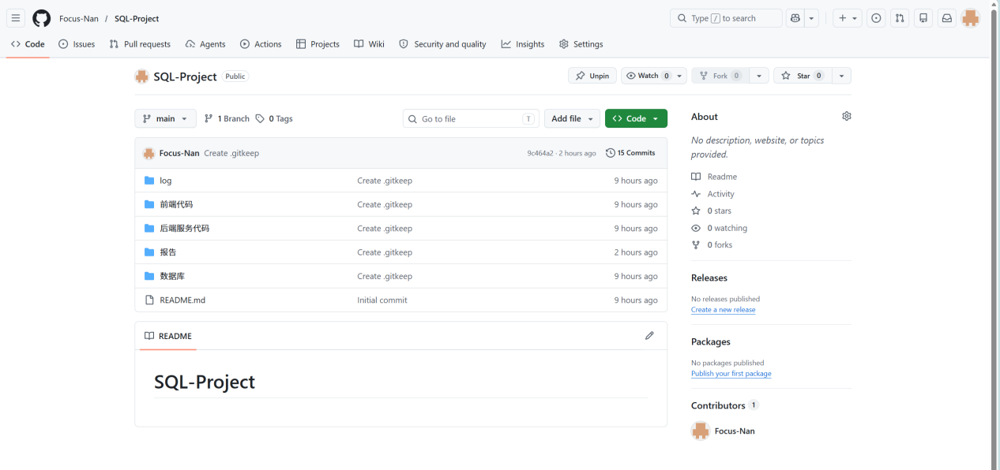 Focus-Nan / SQL-Project
Type / to search
Code Issues Pull requests Agents Actions Projects Wiki Security and quality Insights Settings
SQL-Project Public
Unpin Watch 0 Fork 0 Star 0
main 1 Branch 0 Tags
Go to file T Add file Code
Focus-Nan Create .gitkeep 9c464a2 · 2 hours ago 15 Commits
log Create .gitkeep 9 hours ago
前端代码 Create .gitkeep 9 hours ago
后端服务代码 Create .gitkeep 9 hours ago
报告 Create .gitkeep 2 hours ago
数据库 Create .gitkeep 9 hours ago
README.md Initial commit 9 hours ago
README
SQL-Project
About
No description, website, or topics
provided.
Readme
Activity
0 stars
0 watching
0 forks
Releases
No releases published
Create a new release
Packages
No packages published
Publish your first package
Contributors 1
Focus-Nan